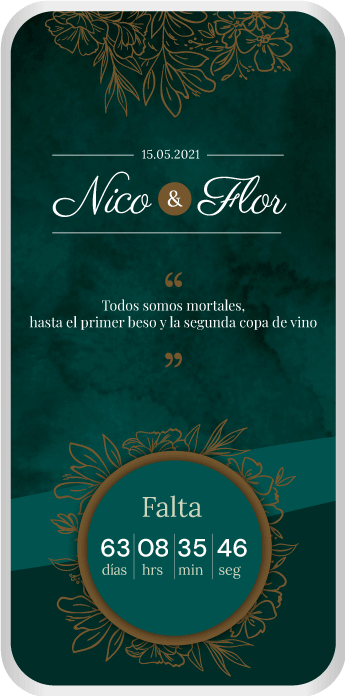 15.05.2021
Nico & Flor
“
Todos somos mortales,
hasta el primer beso y la segunda copa de vino
”
Falta
63 08 35 46
días hrs min seg